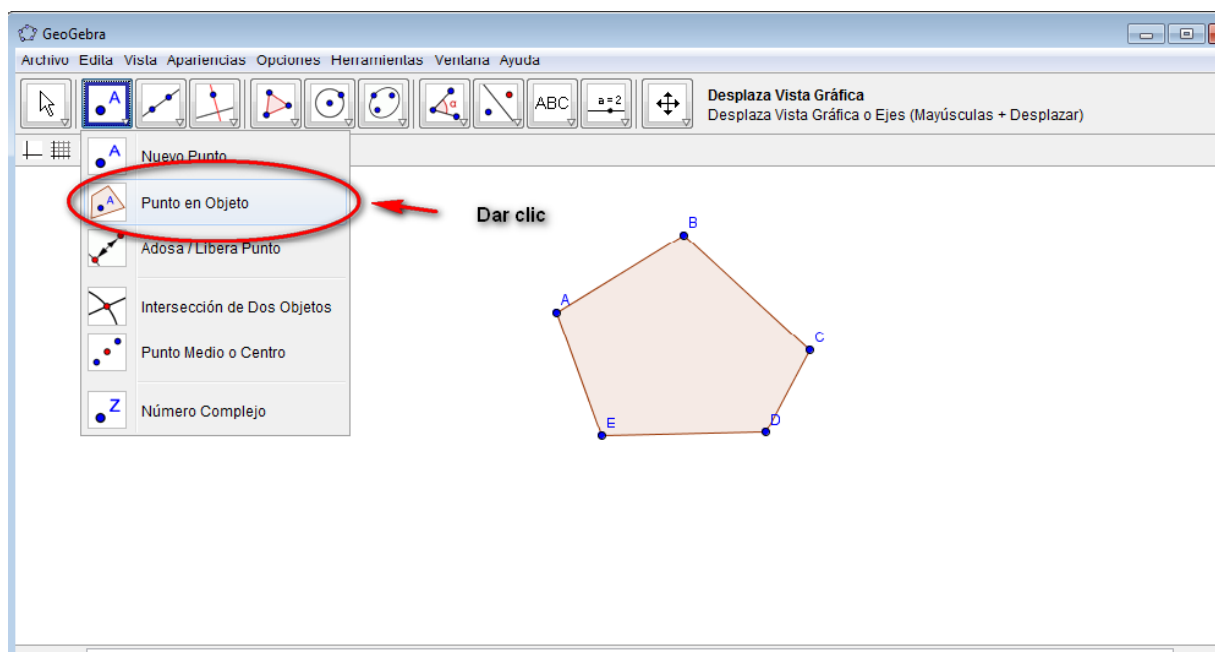 GeoGebra
Archivo Edita Vista Apariencias Opciones Herramientas Ventana Ayuda
A
α
ABC
a=2
Desplaza Vista Gráfica
Desplaza Vista Gráfica o Ejes (Mayúsculas + Desplazar)
A Nuevo Punto
A Punto en Objeto
Dar clic
Adosa / Libera Punto
Intersección de Dos Objetos
Punto Medio o Centro
Z Número Complejo
B
A
C
E
D